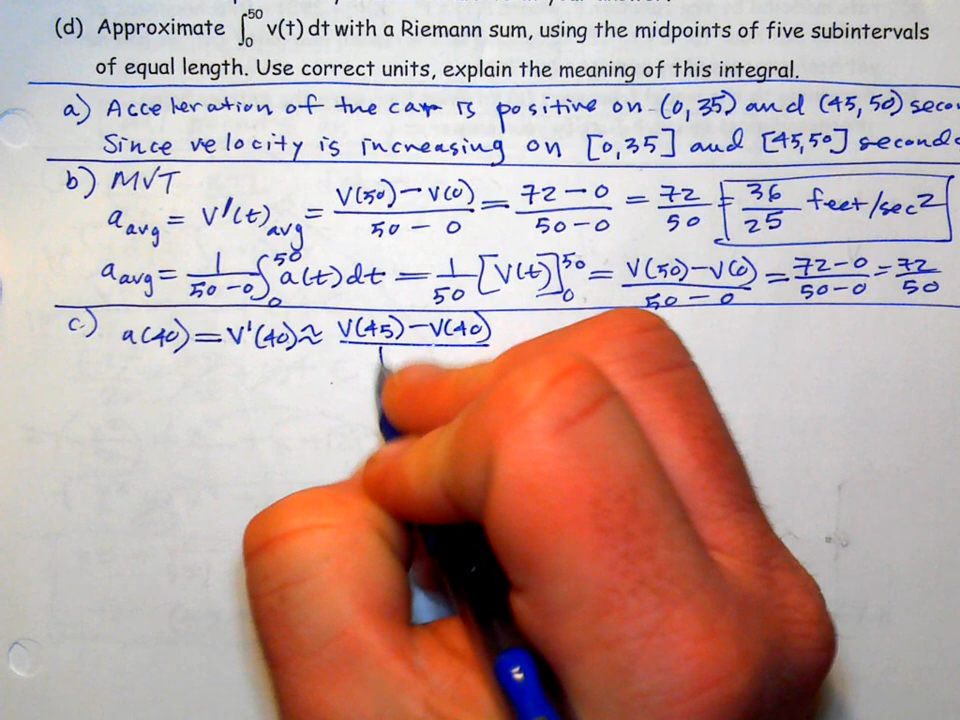 (d) Approximate ∫₀⁵⁰ v(t) dt with a Riemann sum, using the midpoints of five subintervals
of equal length. Use correct units, explain the meaning of this integral.
a) Acceleration of the car is positive on (0, 35) and (45, 50)
Since velocity is increasing on [0,35] and [45,50]
b) MVT
a_avg = V'(t)_avg = (V(50) − V(0))/(50 − 0) = (72 − 0)/(50 − 0) = 72/50 = 36/25 feet/sec²
a_avg = 1/(50 − 0) ∫₀⁵⁰ a(t) dt = 1/50 [V(t)]₀⁵⁰ = (V(50) − V(0))/(50 − 0) = (72 − 0)/(50 − 0) = 72/50
c.) a(40) = V'(40) ≈ V(45) − V(40)